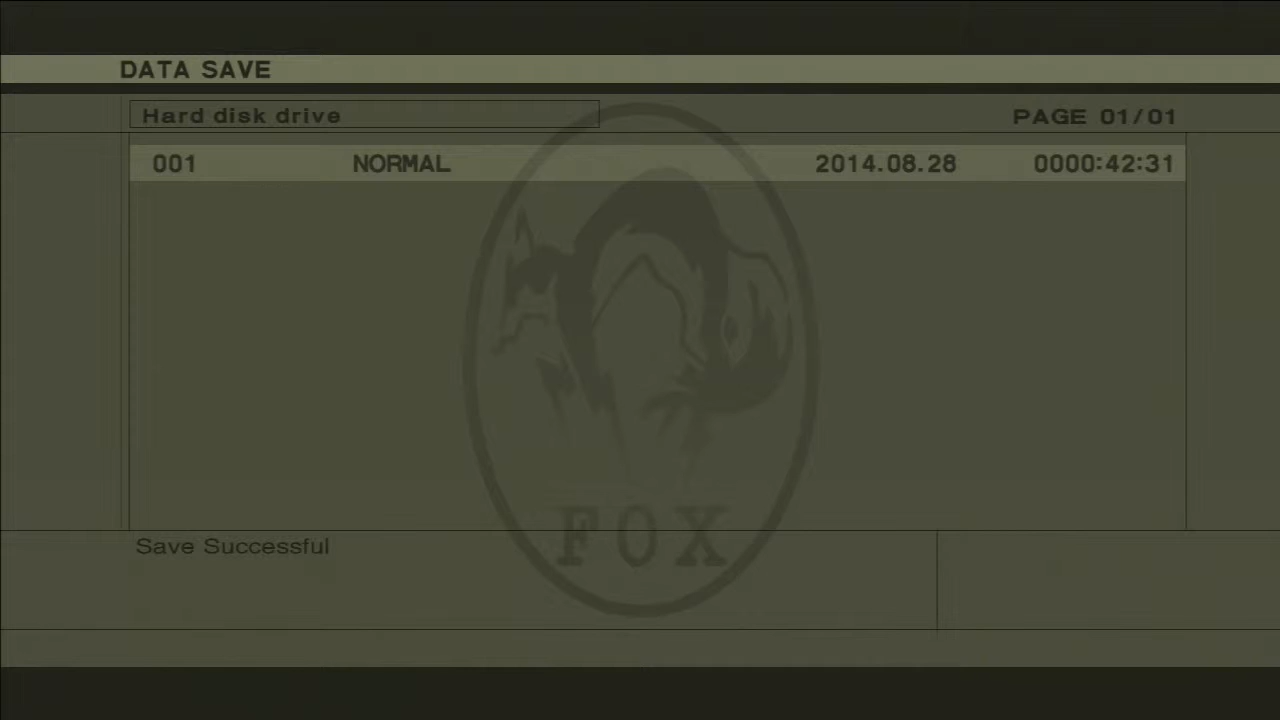 DATA SAVE
Hard disk drive PAGE 01/01
001 NORMAL 2014.08.28 0000:42:31
FOX
Save Successful